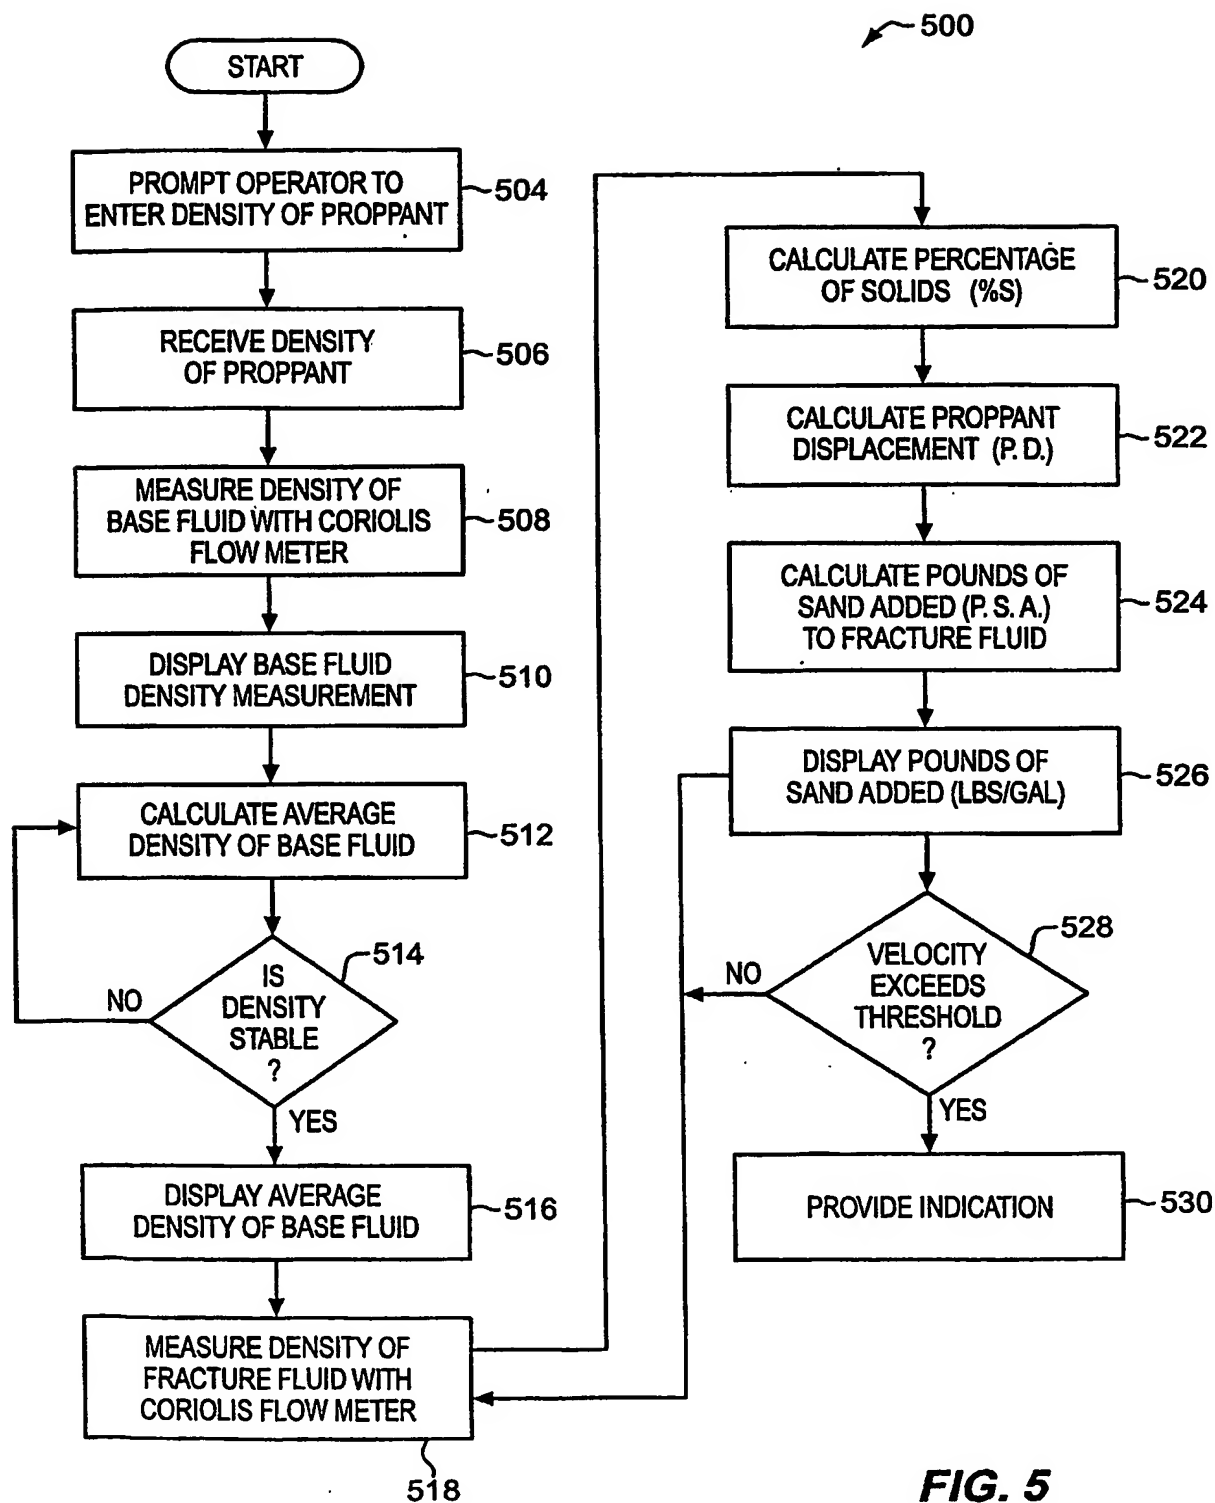 500
START
PROMPT OPERATOR TO
ENTER DENSITY OF PROPPANT
504
RECEIVE DENSITY
OF PROPPANT
506
MEASURE DENSITY OF
BASE FLUID WITH CORIOLIS
FLOW METER
508
DISPLAY BASE FLUID
DENSITY MEASUREMENT
510
CALCULATE AVERAGE
DENSITY OF BASE FLUID
512
IS
DENSITY
STABLE
?
514
NO
YES
DISPLAY AVERAGE
DENSITY OF BASE FLUID
516
MEASURE DENSITY OF
FRACTURE FLUID WITH
CORIOLIS FLOW METER
518
CALCULATE PERCENTAGE
OF SOLIDS (%S)
520
CALCULATE PROPPANT
DISPLACEMENT (P. D.)
522
CALCULATE POUNDS OF
SAND ADDED (P. S. A.)
TO FRACTURE FLUID
524
DISPLAY POUNDS OF
SAND ADDED (LBS/GAL)
526
VELOCITY
EXCEEDS
THRESHOLD
?
528
NO
YES
PROVIDE INDICATION
530
FIG. 5